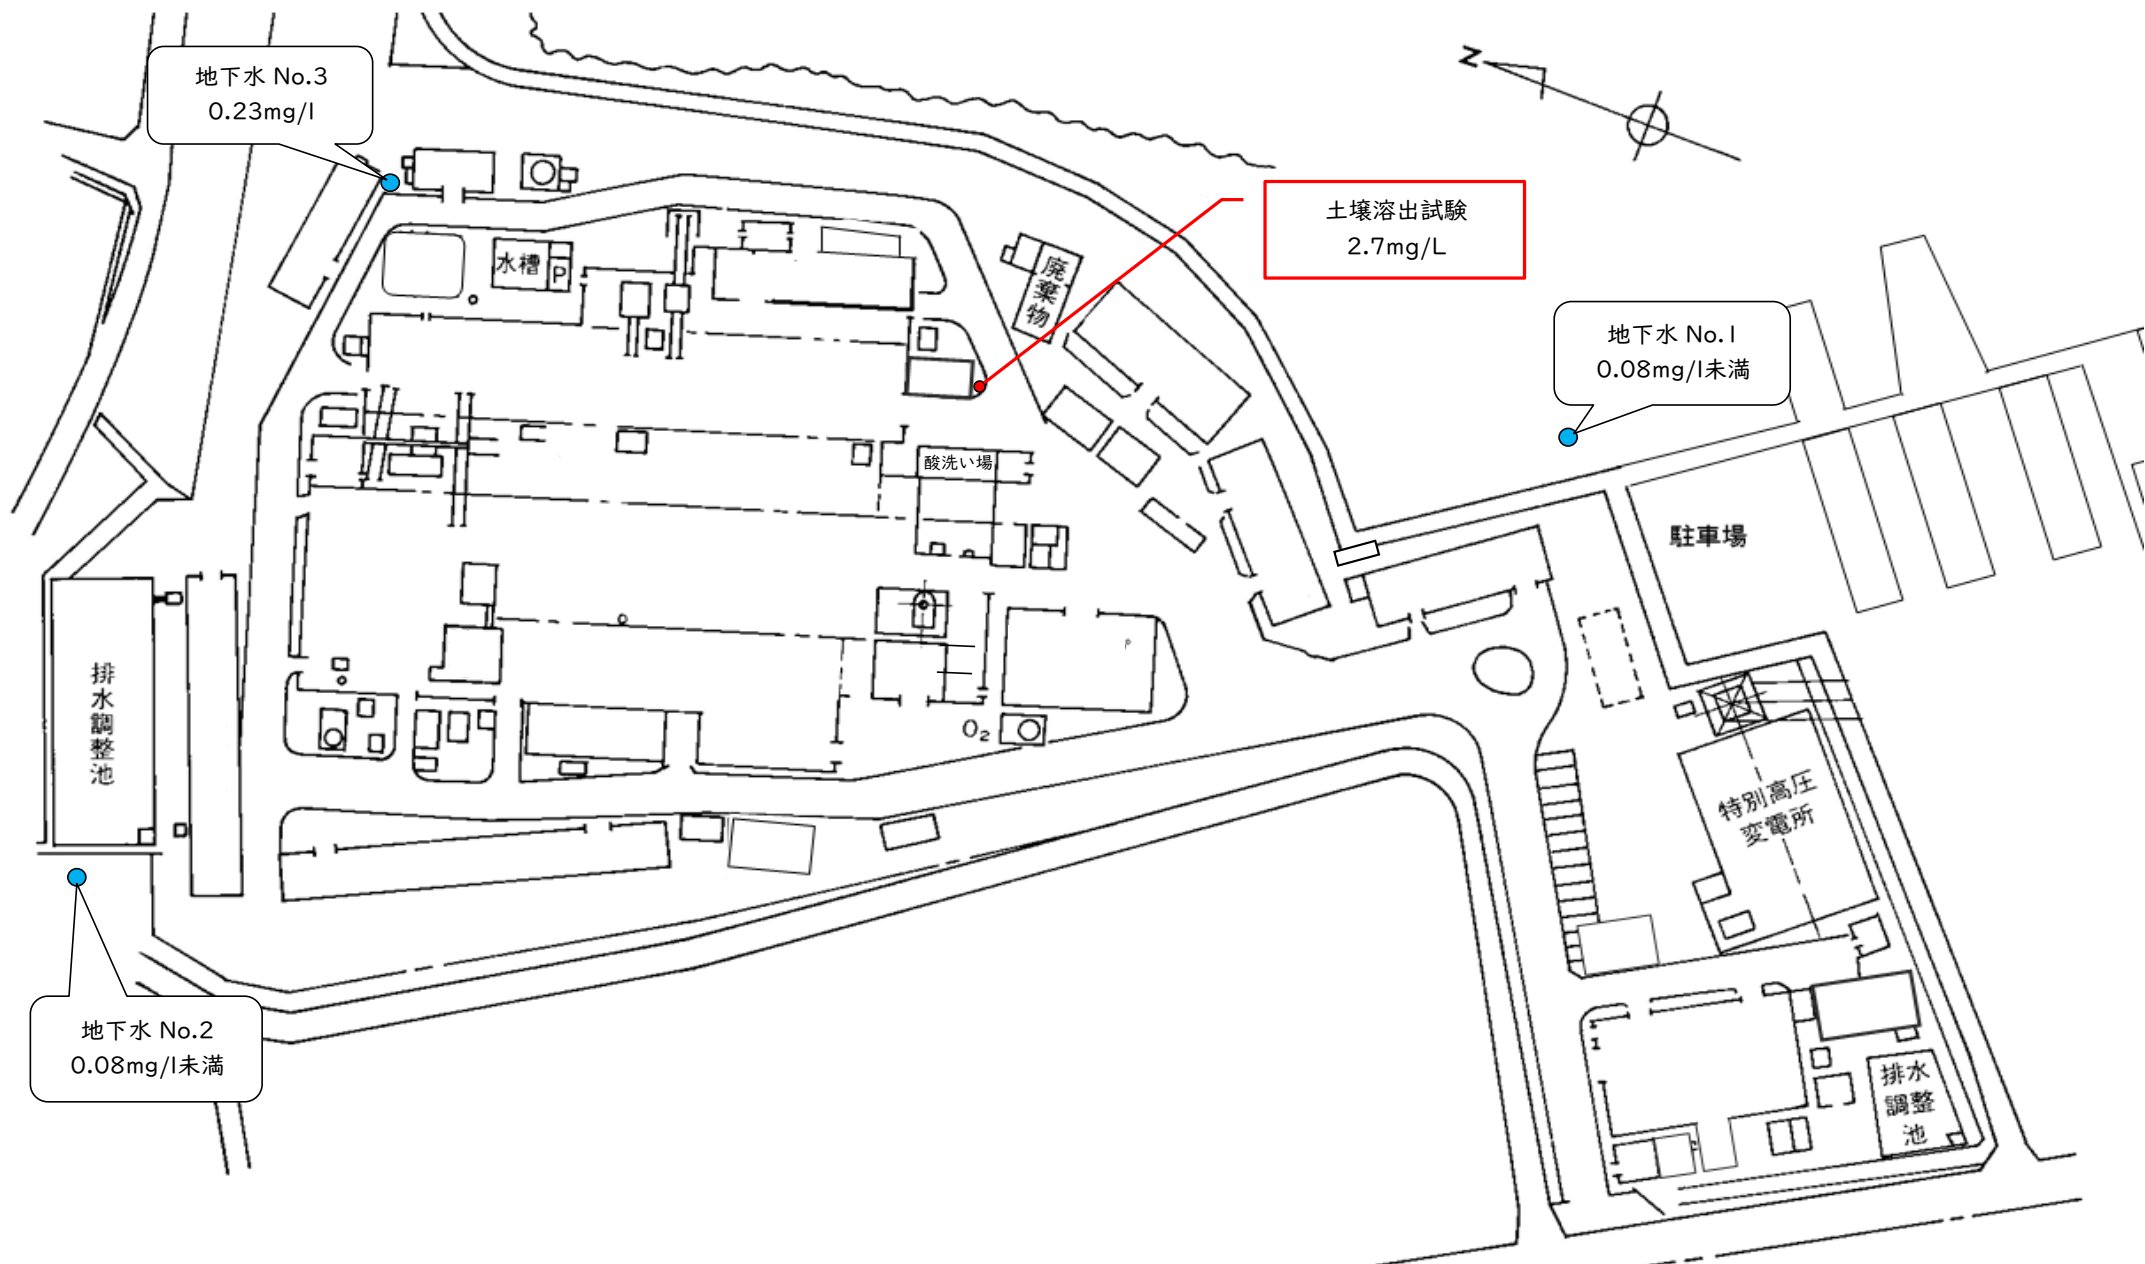 地下水 No.3
0.23mg/l
N
土壌溶出試験
2.7mg/L
水槽
P
廃棄物
地下水 No.1
0.08mg/l未満
酸洗い場
駐車場
排水調整池
P
O₂
特別高圧
変電所
地下水 No.2
0.08mg/l未満
排水
調整
池